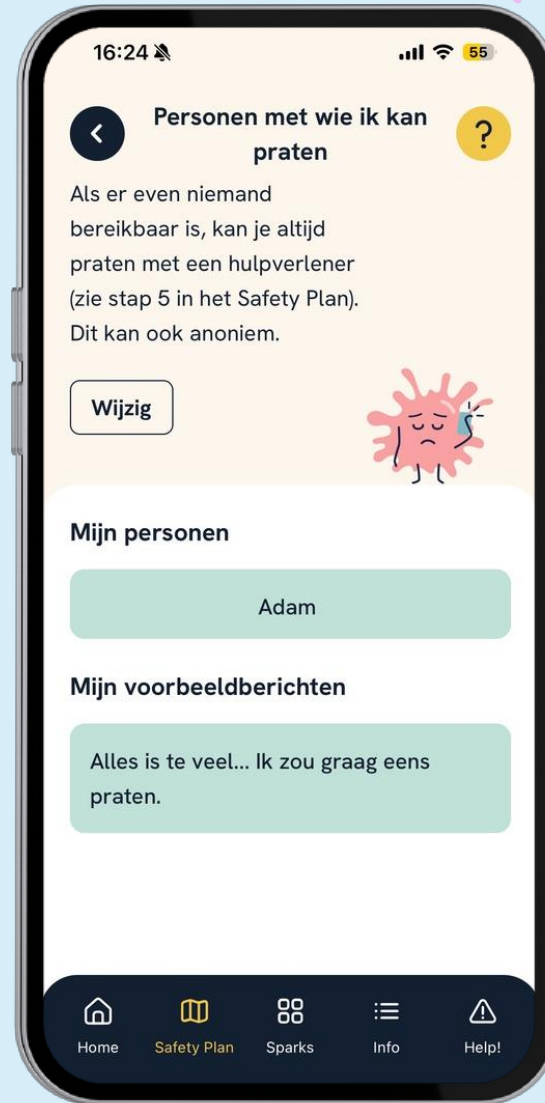 16:24
55
Personen met wie ik kan
praten
?
Als er even niemand
bereikbaar is, kan je altijd
praten met een hulpverlener
(zie stap 5 in het Safety Plan).
Dit kan ook anoniem.
Wijzig
Mijn personen
Adam
Mijn voorbeeldberichten
Alles is te veel... Ik zou graag eens
praten.
Home Safety Plan Sparks Info Help!